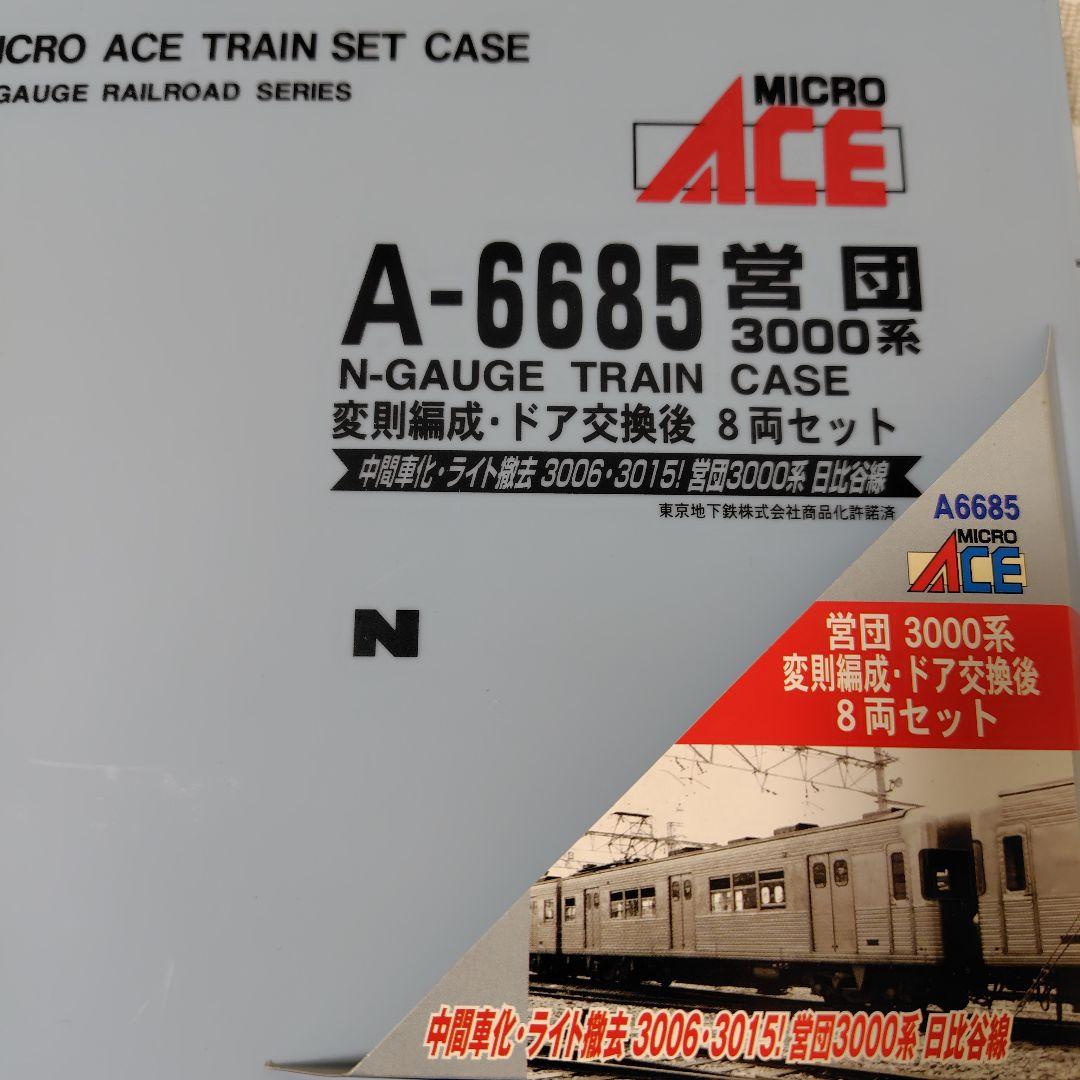 ICRO ACE TRAIN SET CASE
GAUGE RAILROAD SERIES
MICRO
ACE
A-6685 営団
3000系
N-GAUGE TRAIN CASE
変則編成・ドア交換後 8両セット
中間車化・ライト撤去 3006・3015! 営団3000系 日比谷線
東京地下鉄株式会社商品化許諾済
N
A6685
MICRO
ACE
営団 3000系
変則編成・ドア交換後
8両セット
中間車化・ライト撤去 3006・3015! 営団3000系 日比谷線